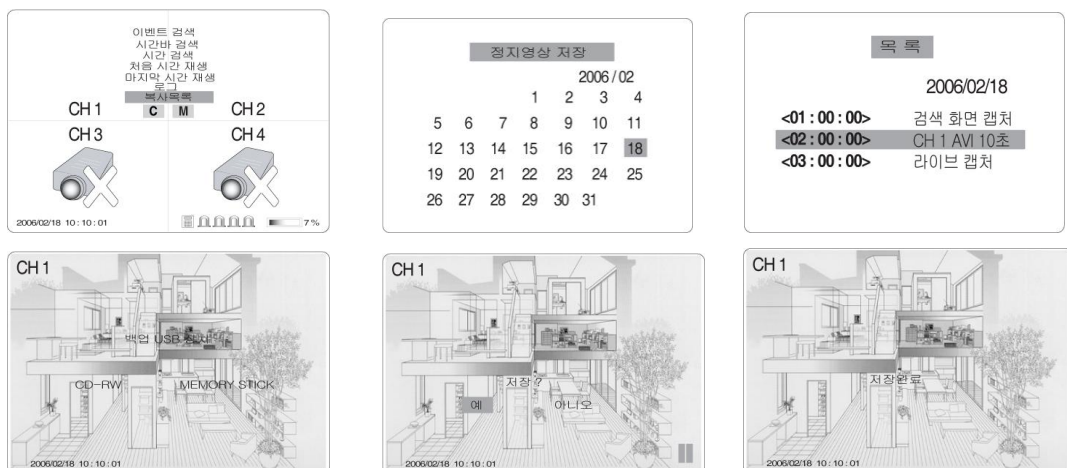 이벤트 검색
시간바 검색
시간 검색
처음 시간 재생
마지막 시간 재생
로그
복사목록
CH 1 C M CH 2
CH 3 CH 4
2006/02/18 10 : 10 : 01 7 %
정지영상 저장
2006 / 02
1 2 3 4
5 6 7 8 9 10 11
12 13 14 15 16 17 18
19 20 21 22 23 24 25
26 27 28 29 30 31
목 록
2006/02/18
<01 : 00 : 00> 검색 화면 캡처
<02 : 00 : 00> CH 1 AVI 10초
<03 : 00 : 00> 라이브 캡처
CH 1
백업 USB 장치
CD-RW MEMORY STICK
2006/02/18 10 : 10 : 01
CH 1
저장 ?
예 아니오
2006/02/18 10 : 10 : 01
CH 1
저장완료
2006/02/18 10 : 10 : 01